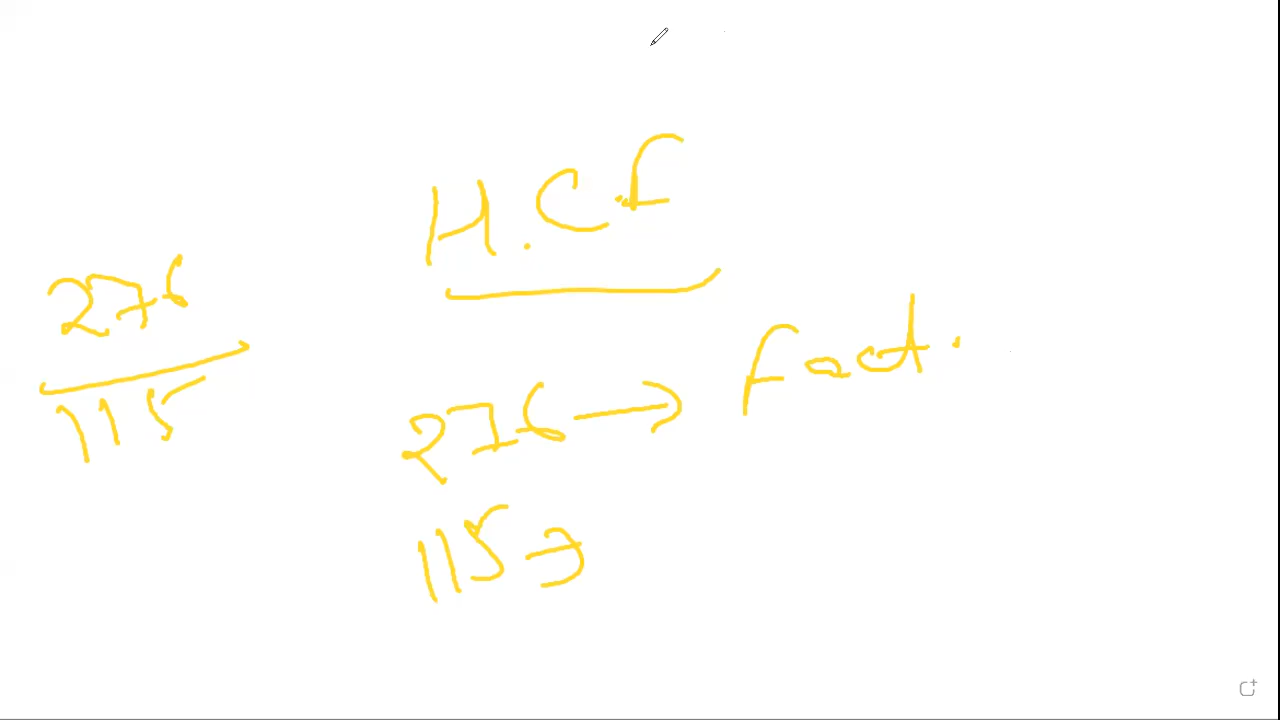 H.C.F
276
115
276 → Fact.
115 →